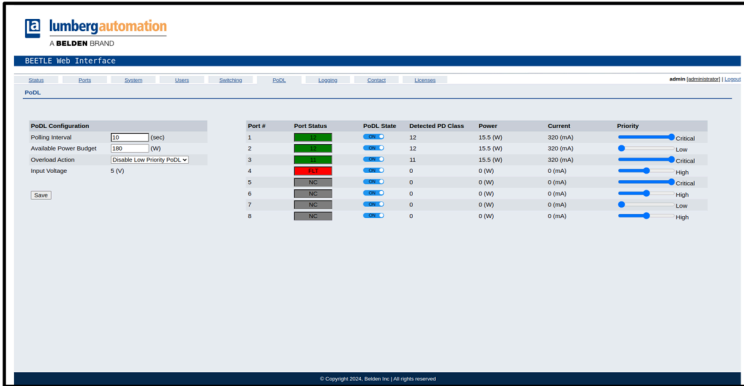 la lumbergautomation
A BELDEN BRAND
BEETLE Web Interface
Status Ports System Users Switching PoDL Logging Contact Licenses admin [administrator] | Logout
PoDL
PoDL Configuration
Polling Interval 10 (sec)
Available Power Budget 180 (W)
Overload Action Disable Low Priority PoDL
Input Voltage 5 (V)
Save
Port # Port Status PoDL State Detected PD Class Power Current Priority
1 12 ON 12 15.5 (W) 320 (mA) Critical
2 12 ON 12 15.5 (W) 320 (mA) Low
3 11 ON 11 15.5 (W) 320 (mA) Critical
4 FLT ON 0 0 (W) 0 (mA) High
5 NC ON 0 0 (W) 0 (mA) Critical
6 NC ON 0 0 (W) 0 (mA) High
7 NC ON 0 0 (W) 0 (mA) Low
8 NC ON 0 0 (W) 0 (mA) High
© Copyright 2024, Belden Inc | All rights reserved